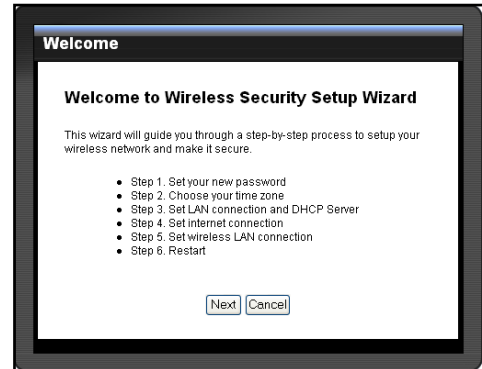 Welcome
Welcome to Wireless Security Setup Wizard
This wizard will guide you through a step-by-step process to setup your
wireless network and make it secure.
• Step 1. Set your new password
• Step 2. Choose your time zone
• Step 3. Set LAN connection and DHCP Server
• Step 4. Set internet connection
• Step 5. Set wireless LAN connection
• Step 6. Restart
Next Cancel